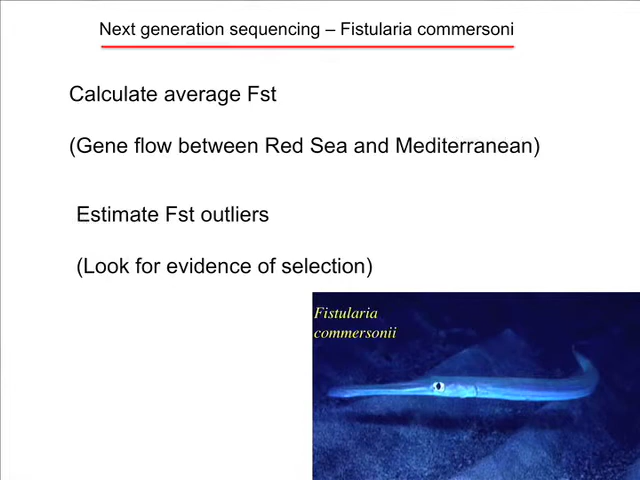 Next generation sequencing – Fistularia commersoni
Calculate average Fst
(Gene flow between Red Sea and Mediterranean)
Estimate Fst outliers
(Look for evidence of selection)
Fistularia
commersonii